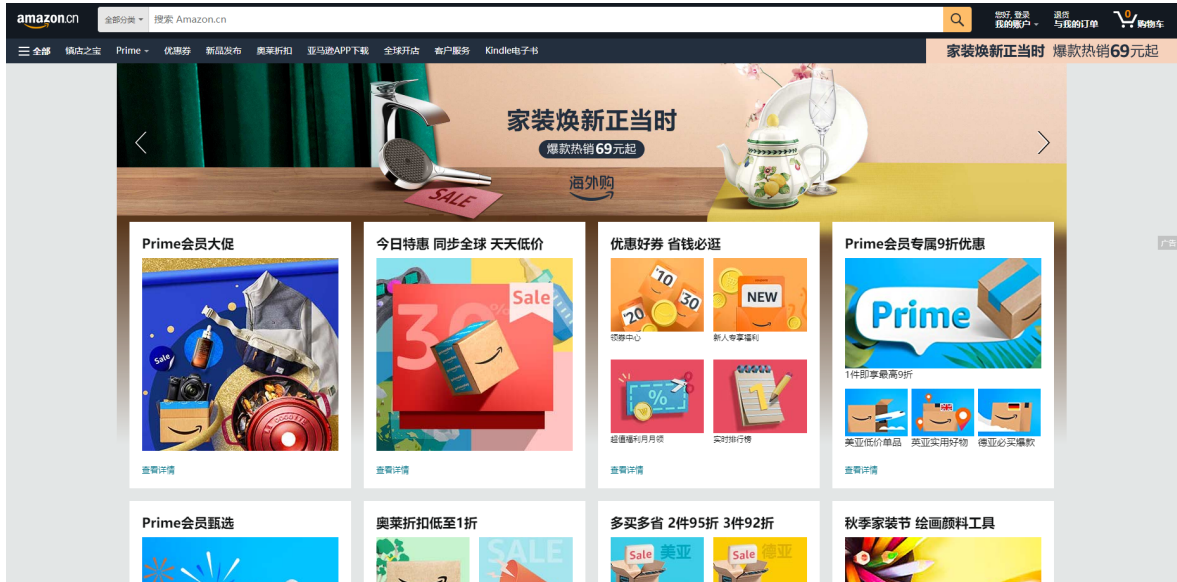 amazon.cn
全部分类
搜索 Amazon.cn
您好, 登录
我的账户
退货
与我的订单
0
购物车
全部
镇店之宝
Prime
优惠券
新品发布
奥莱折扣
亚马逊APP下载
全球开店
客户服务
Kindle电子书
家装焕新正当时 爆款热销69元起
家装焕新正当时
爆款热销69元起
海外购
SALE
广告
Prime会员大促
Sale
查看详情
今日特惠 同步全球 天天低价
30%
Sale
查看详情
优惠好券 省钱必逛
'10
'20
30
领券中心
NEW
新人专享福利
%
超值福利月月领
1
实时排行榜
查看详情
Prime会员专属9折优惠
Prime
1件即享最高9折
美亚低价单品
英亚实用好物
德亚必买爆款
查看详情
Prime会员甄选
奥莱折扣低至1折
SALE
多买多省 2件95折 3件92折
Sale 美亚
Sale 德亚
秋季家装节 绘画颜料工具